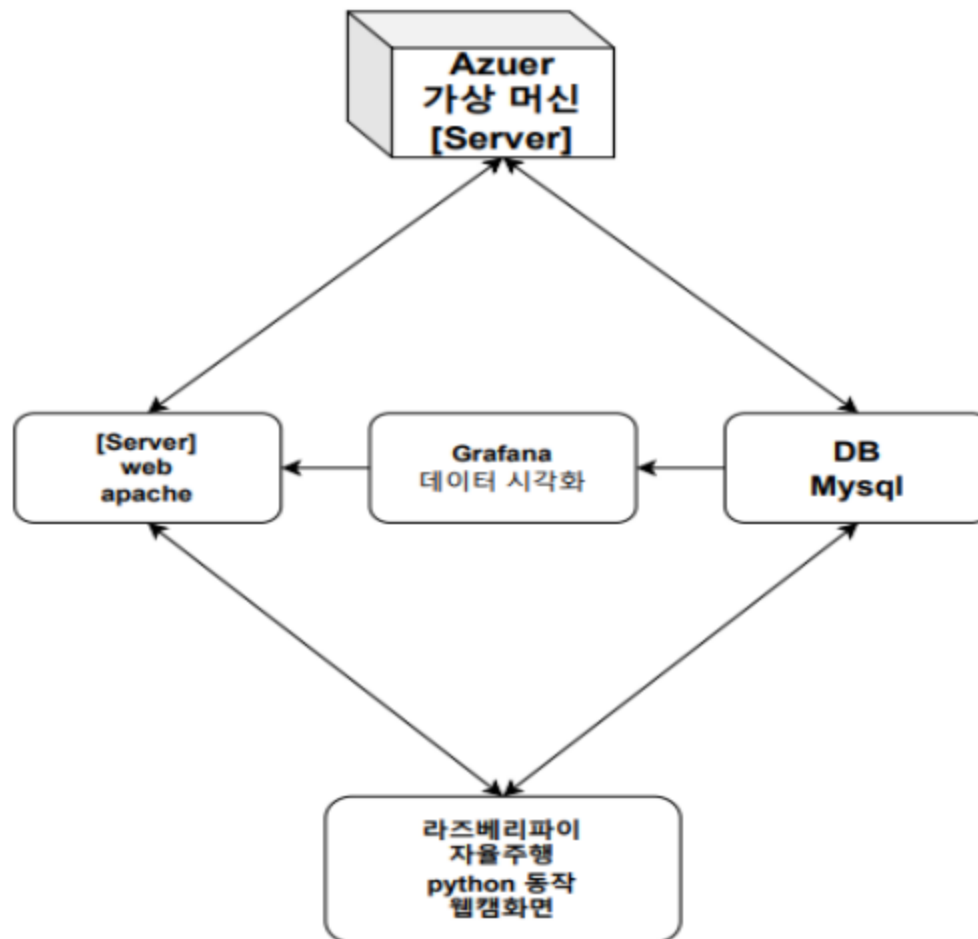 Azuer
가상 머신
[Server]
[Server]
web
apache
Grafana
데이터 시각화
DB
Mysql
라즈베리파이
자율주행
python 동작
웹캠화면